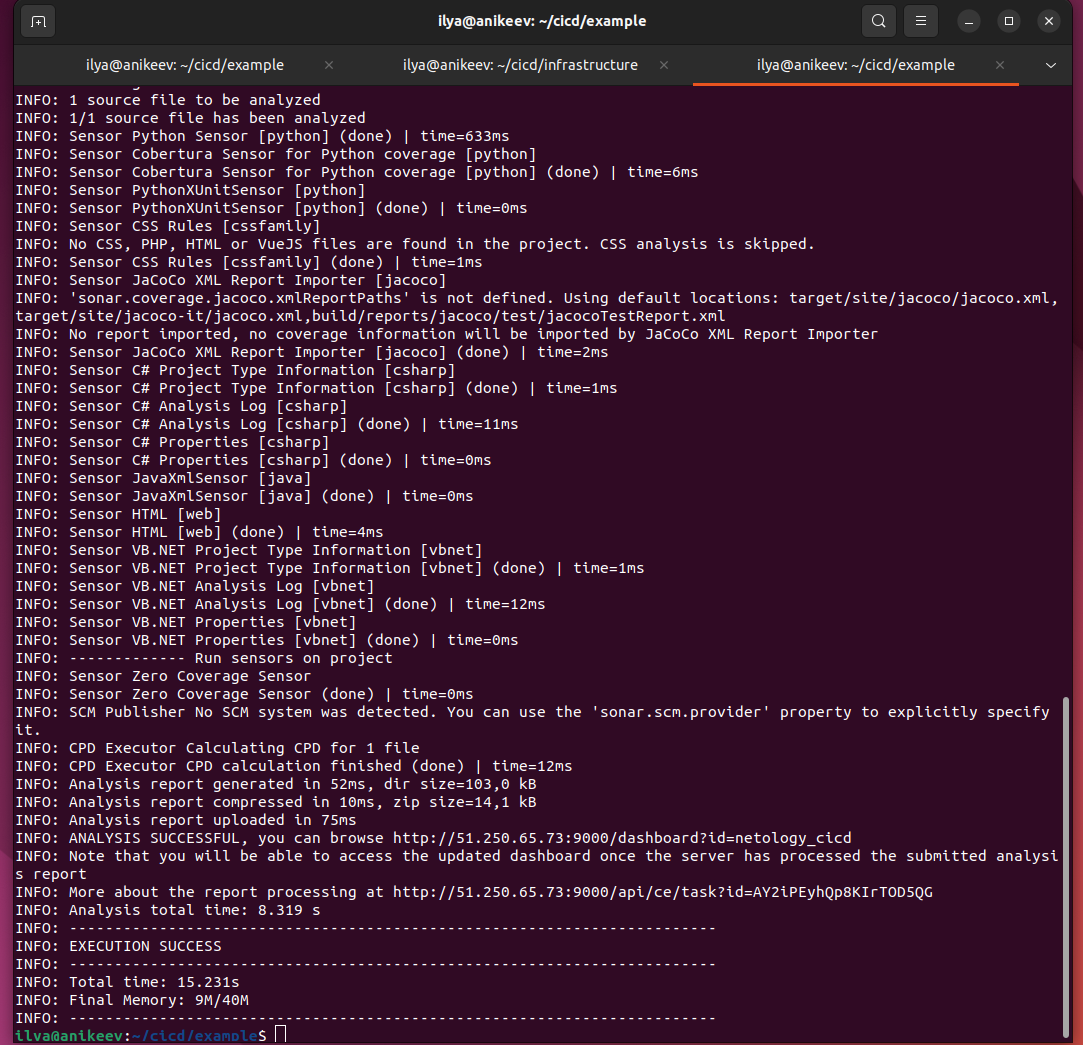 ilya@anikeev: ~/cicd/example
ilya@anikeev: ~/cicd/example
ilya@anikeev: ~/cicd/infrastructure
ilya@anikeev: ~/cicd/example
INFO: 1 source file to be analyzed
INFO: 1/1 source file has been analyzed
INFO: Sensor Python Sensor [python] (done) | time=633ms
INFO: Sensor Cobertura Sensor for Python coverage [python]
INFO: Sensor Cobertura Sensor for Python coverage [python] (done) | time=6ms
INFO: Sensor PythonXUnitSensor [python]
INFO: Sensor PythonXUnitSensor [python] (done) | time=0ms
INFO: Sensor CSS Rules [cssfamily]
INFO: No CSS, PHP, HTML or VueJS files are found in the project. CSS analysis is skipped.
INFO: Sensor CSS Rules [cssfamily] (done) | time=1ms
INFO: Sensor JaCoCo XML Report Importer [jacoco]
INFO: 'sonar.coverage.jacoco.xmlReportPaths' is not defined. Using default locations: target/site/jacoco/jacoco.xml,
target/site/jacoco-it/jacoco.xml,build/reports/jacoco/test/jacocoTestReport.xml
INFO: No report imported, no coverage information will be imported by JaCoCo XML Report Importer
INFO: Sensor JaCoCo XML Report Importer [jacoco] (done) | time=2ms
INFO: Sensor C# Project Type Information [csharp]
INFO: Sensor C# Project Type Information [csharp] (done) | time=1ms
INFO: Sensor C# Analysis Log [csharp]
INFO: Sensor C# Analysis Log [csharp] (done) | time=11ms
INFO: Sensor C# Properties [csharp]
INFO: Sensor C# Properties [csharp] (done) | time=0ms
INFO: Sensor JavaXmlSensor [java]
INFO: Sensor JavaXmlSensor [java] (done) | time=0ms
INFO: Sensor HTML [web]
INFO: Sensor HTML [web] (done) | time=4ms
INFO: Sensor VB.NET Project Type Information [vbnet]
INFO: Sensor VB.NET Project Type Information [vbnet] (done) | time=1ms
INFO: Sensor VB.NET Analysis Log [vbnet]
INFO: Sensor VB.NET Analysis Log [vbnet] (done) | time=12ms
INFO: Sensor VB.NET Properties [vbnet]
INFO: Sensor VB.NET Properties [vbnet] (done) | time=0ms
INFO: ------------- Run sensors on project
INFO: Sensor Zero Coverage Sensor
INFO: Sensor Zero Coverage Sensor (done) | time=0ms
INFO: SCM Publisher No SCM system was detected. You can use the 'sonar.scm.provider' property to explicitly specify
it.
INFO: CPD Executor Calculating CPD for 1 file
INFO: CPD Executor CPD calculation finished (done) | time=12ms
INFO: Analysis report generated in 52ms, dir size=103,0 kB
INFO: Analysis report compressed in 10ms, zip size=14,1 kB
INFO: Analysis report uploaded in 75ms
INFO: ANALYSIS SUCCESSFUL, you can browse http://51.250.65.73:9000/dashboard?id=netology_cicd
INFO: Note that you will be able to access the updated dashboard once the server has processed the submitted analysi
s report
INFO: More about the report processing at http://51.250.65.73:9000/api/ce/task?id=AY2iPEyhQp8KIrTOD5QG
INFO: Analysis total time: 8.319 s
INFO: ------------------------------------------------------------------------
INFO: EXECUTION SUCCESS
INFO: ------------------------------------------------------------------------
INFO: Total time: 15.231s
INFO: Final Memory: 9M/40M
INFO: ------------------------------------------------------------------------
ilya@anikeev:~/cicd/example$